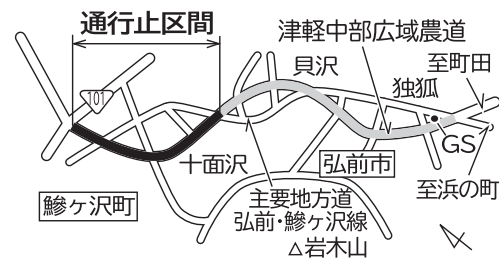 通行止区間
津軽中部広域農道
至町田
貝沢
独狐
101
GS
十面沢
弘前市
至浜の町
鰺ヶ沢町
主要地方道
弘前・鰺ヶ沢線
△岩木山